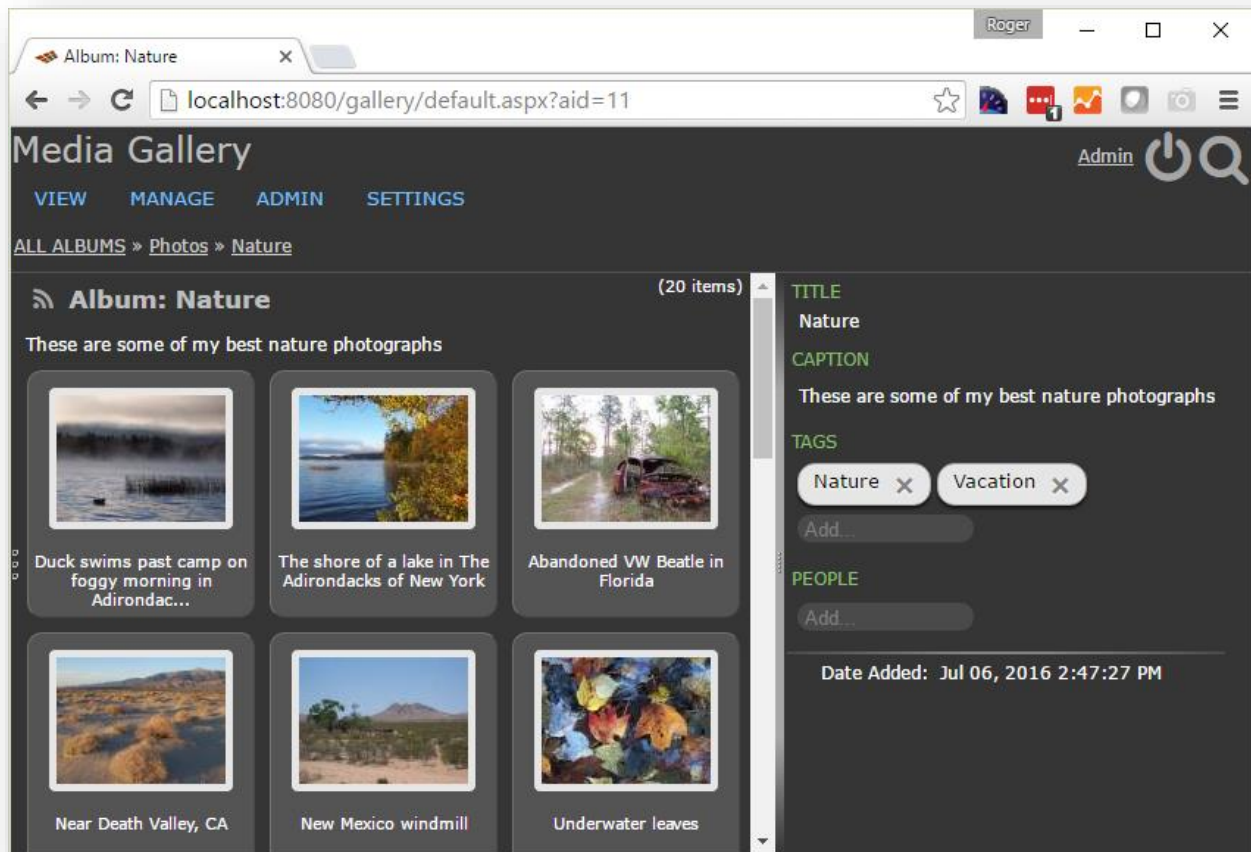 Roger
Album: Nature
localhost:8080/gallery/default.aspx?aid=11
1
Media Gallery
Admin
VIEW MANAGE ADMIN SETTINGS
ALL ALBUMS » Photos » Nature
Album: Nature
(20 items)
These are some of my best nature photographs
Duck swims past camp on
foggy morning in
Adirondac...
The shore of a lake in The
Adirondacks of New York
Abandoned VW Beatle in
Florida
Near Death Valley, CA
New Mexico windmill
Underwater leaves
TITLE
Nature
CAPTION
These are some of my best nature photographs
TAGS
Nature Vacation
Add...
PEOPLE
Add...
Date Added: Jul 06, 2016 2:47:27 PM